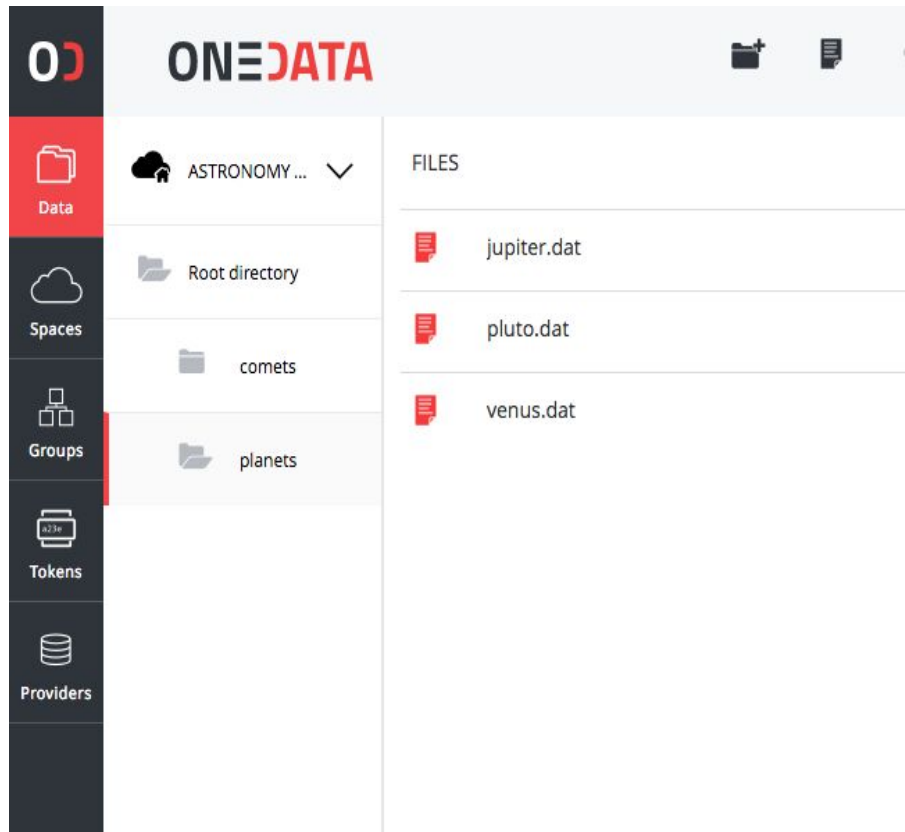 OD ONEDATA
Data
Spaces
Groups
a23e
Tokens
Providers
ASTRONOMY ...
Root directory
comets
planets
FILES
jupiter.dat
pluto.dat
venus.dat